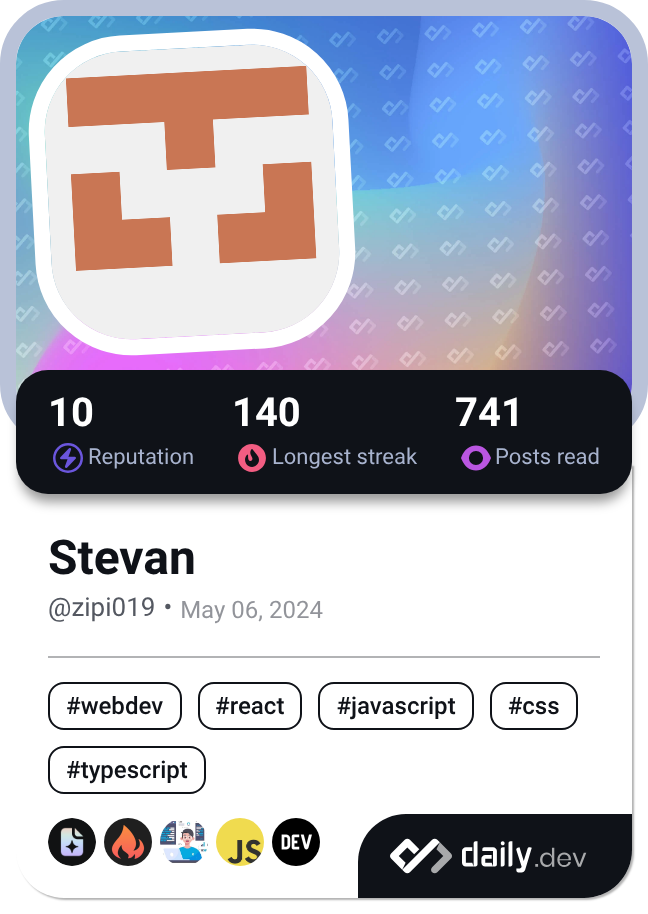 10 140 741
Reputation Longest streak Posts read
Stevan
@zipi019 • May 06, 2024
#webdev #react #javascript #css
#typescript
JS DEV
daily.dev